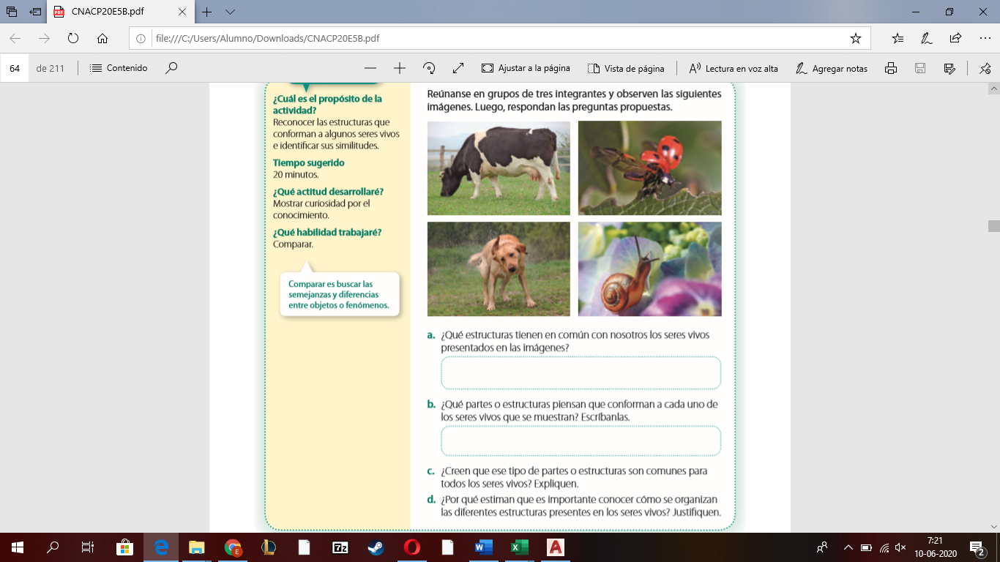 CNACP20E5B.pdf
file:///C:/Users/Alumno/Downloads/CNACP20E5B.pdf
64 de 211
Contenido
Ajustar a la página
Vista de página
Lectura en voz alta
Agregar notas
¿Cuál es el propósito de la
actividad?
Reconocer las estructuras que
conforman a algunos seres vivos
e identificar sus similitudes.
Tiempo sugerido
20 minutos.
¿Qué actitud desarrollaré?
Mostrar curiosidad por el
conocimiento.
¿Qué habilidad trabajaré?
Comparar.
Comparar es buscar las
semejanzas y diferencias
entre objetos o fenómenos.
Reúnanse en grupos de tres integrantes y observen las siguientes
imágenes. Luego, respondan las preguntas propuestas.
a. ¿Qué estructuras tienen en común con nosotros los seres vivos
presentados en las imágenes?
b. ¿Qué partes o estructuras piensan que conforman a cada uno de
los seres vivos que se muestran? Escríbanlas.
c. ¿Creen que ese tipo de partes o estructuras son comunes para
todos los seres vivos? Expliquen.
d. ¿Por qué estiman que es importante conocer cómo se organizan
las diferentes estructuras presentes en los seres vivos? Justifiquen.
7:21
10-06-2020
2